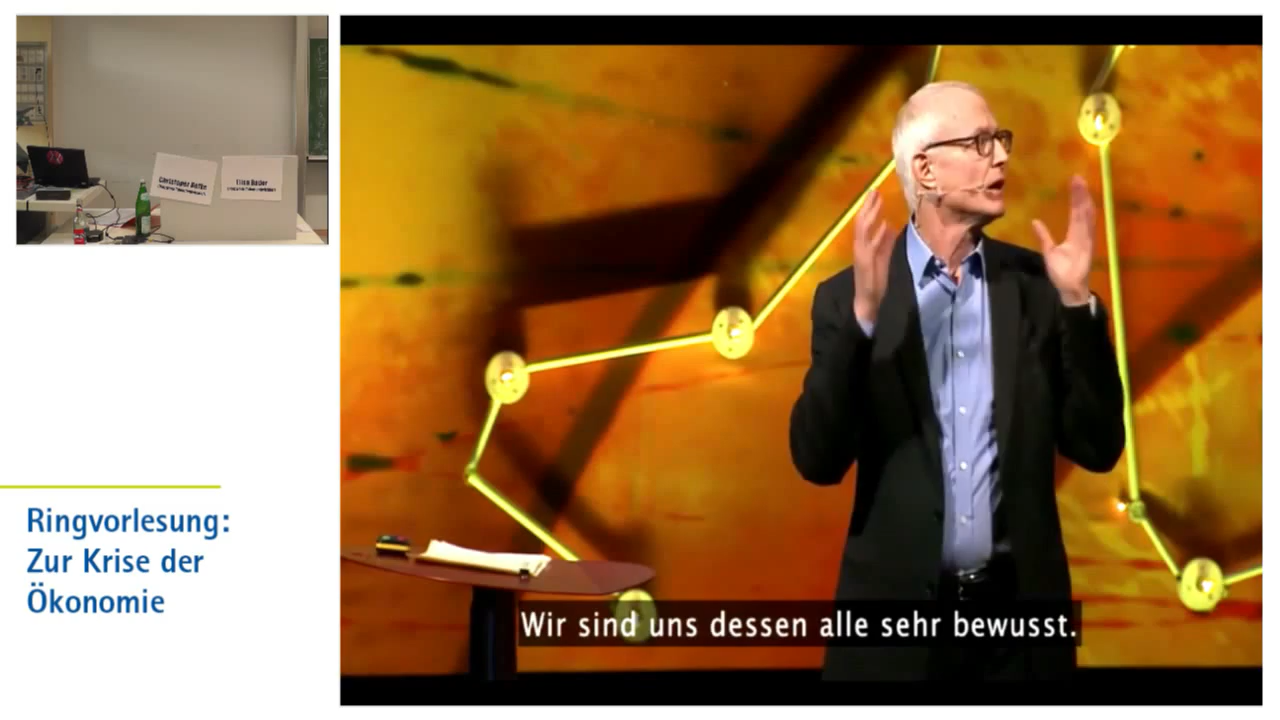 Ringvorlesung:
Zur Krise der
Ökonomie
Wir sind uns dessen alle sehr bewusst.